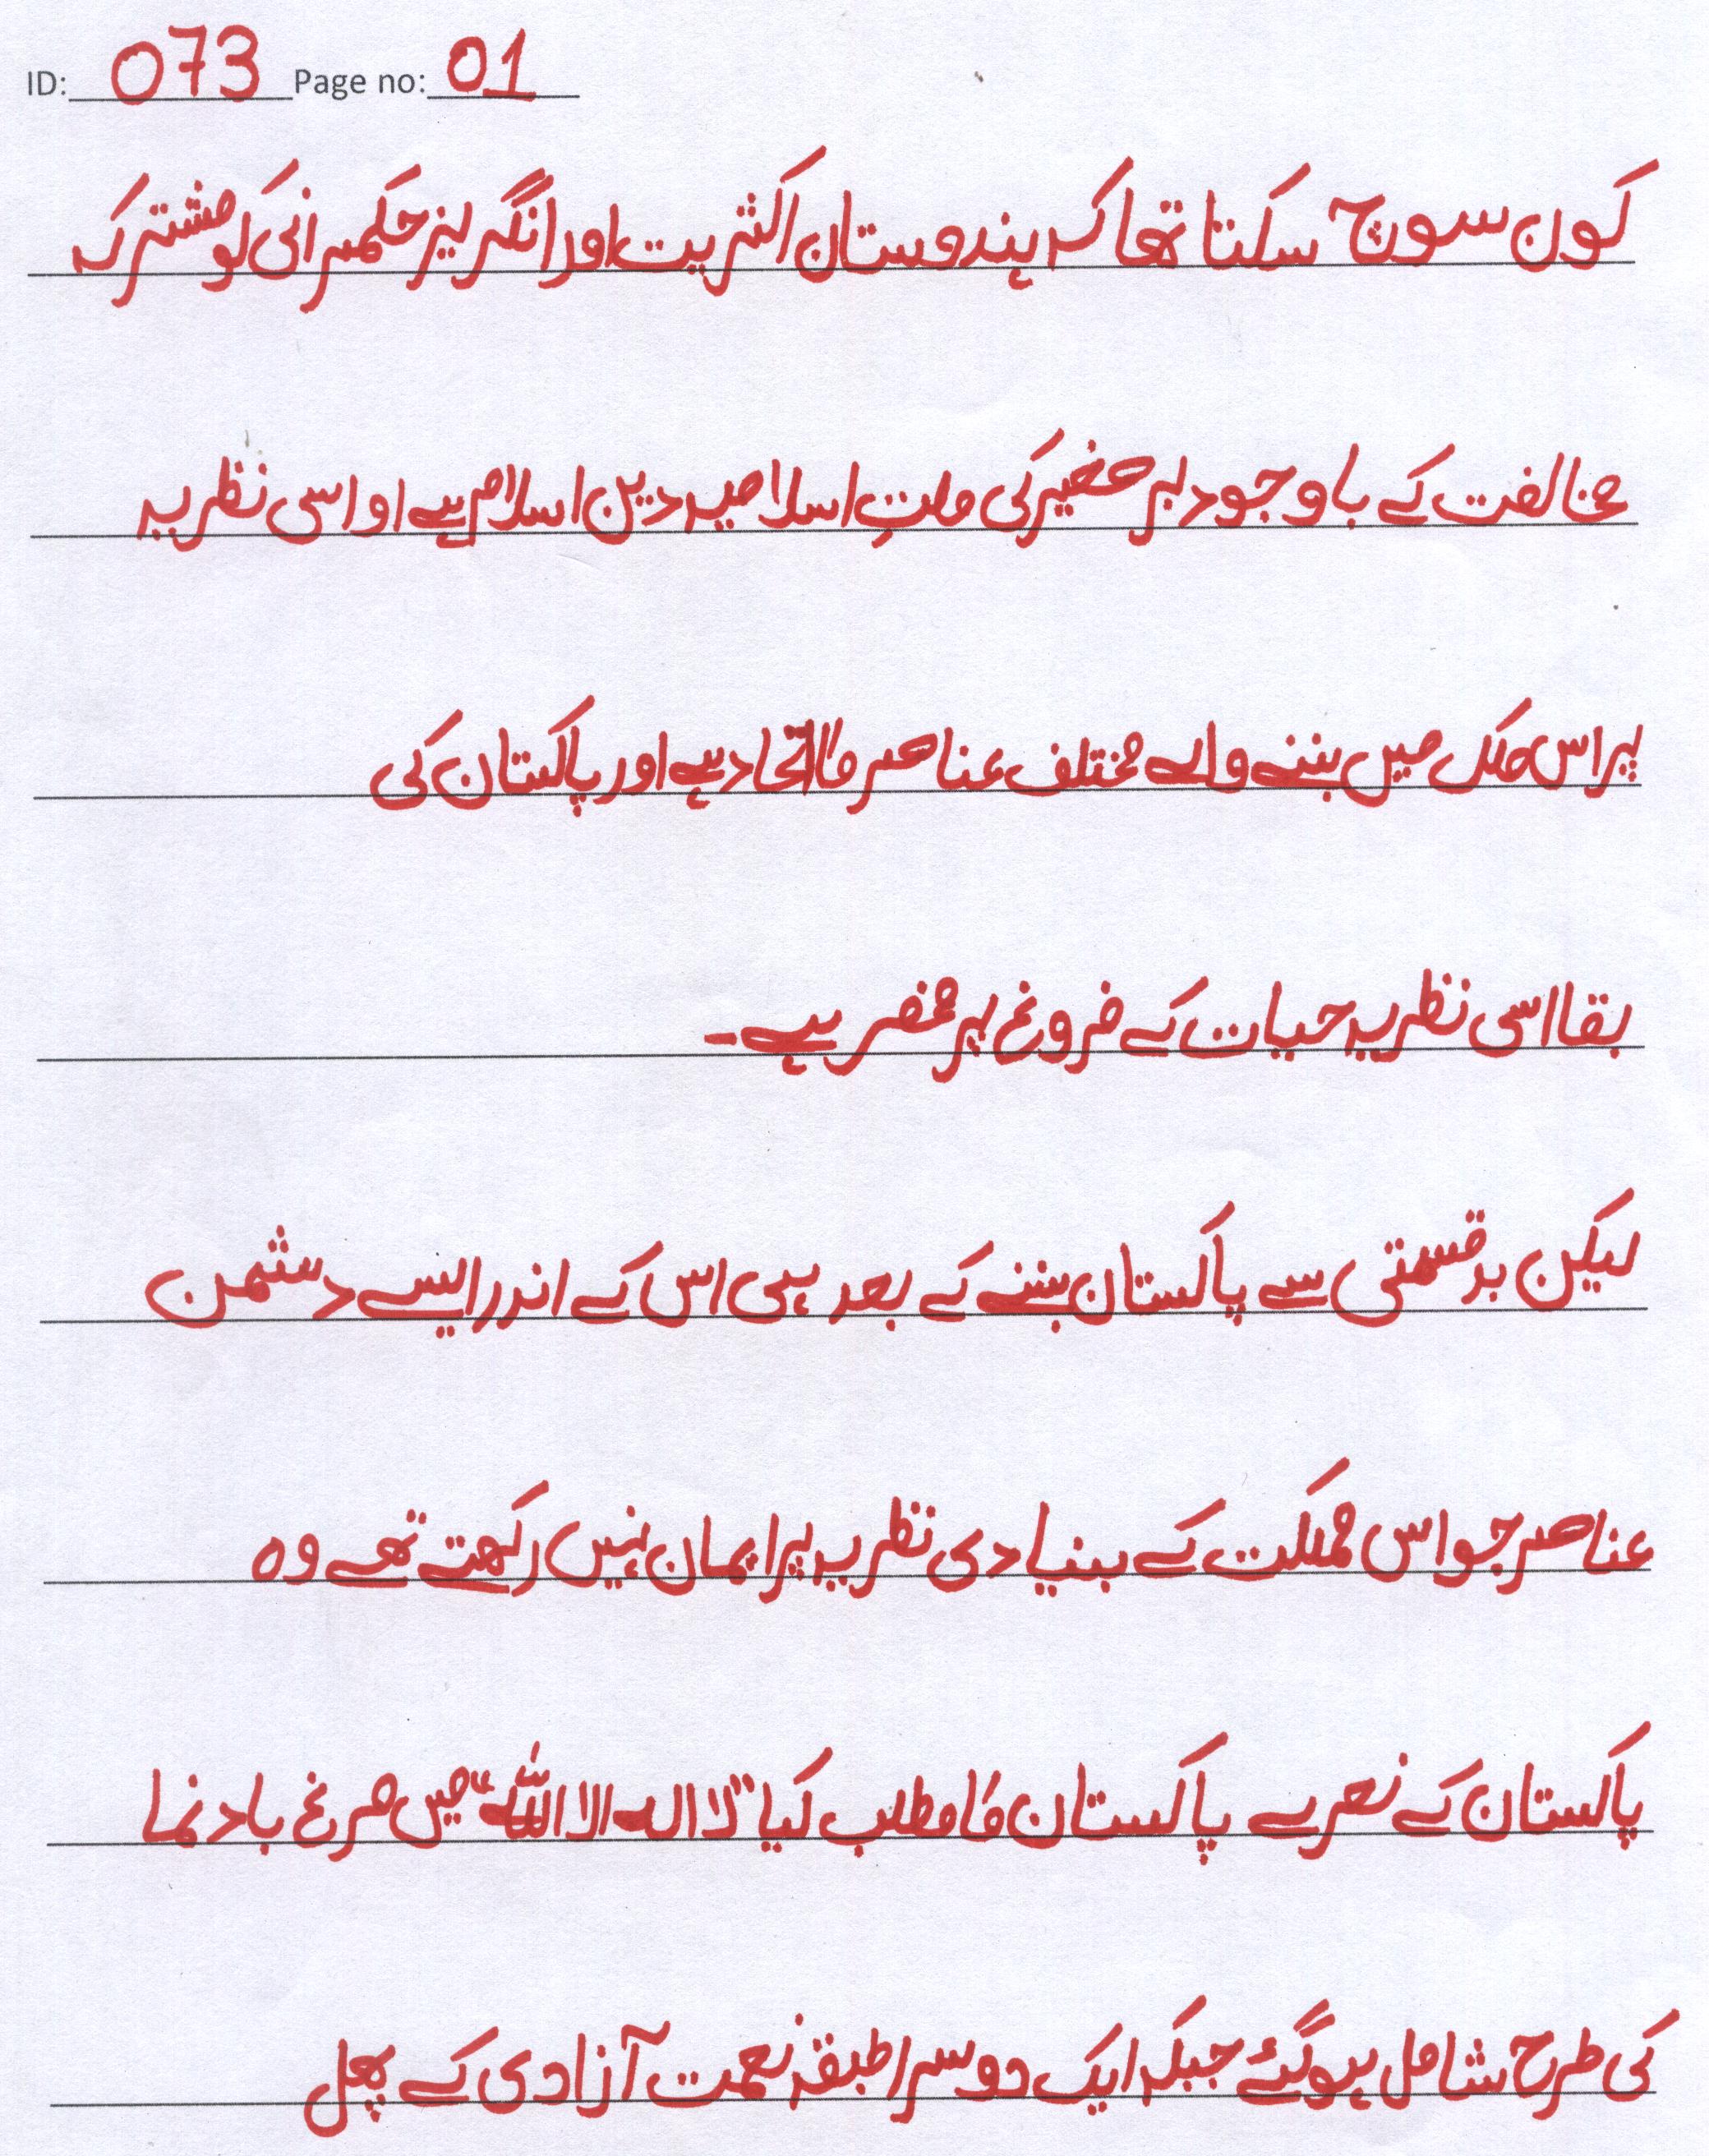 ID: 073 Page no: 01
کون سوچ سکتا تھا کہ ہندوستان اکثریت اور انگریز حکمرانی کو مشترکہ
مخالفت کے باوجود برصغیر کی ملتِ اسلامیہ دین اسلام ہے او اسی نظریہ
پر اس ملک میں بننے والے مختلف عناصر کا اتحاد ہے اور پاکستان کی
بقا اسی نظریہ حیات کے فروغ پر منحصر ہے۔
لیکن بدقسمتی سے پاکستان بننے کے بعد ہی اس کے اندر ایسے دشمن
عناصر جو اس مملکت کے بنیادی نظریہ پر ایمان نہیں رکھتے تھے وہ
پاکستان کے نعرے پاکستان کا مطلب کیا "لا الہ الا اللہ" میں مرغ باد نما
کی طرح شامل ہوگئے جبکہ ایک دوسرا طبقہ نعمت آزادی کے پھل